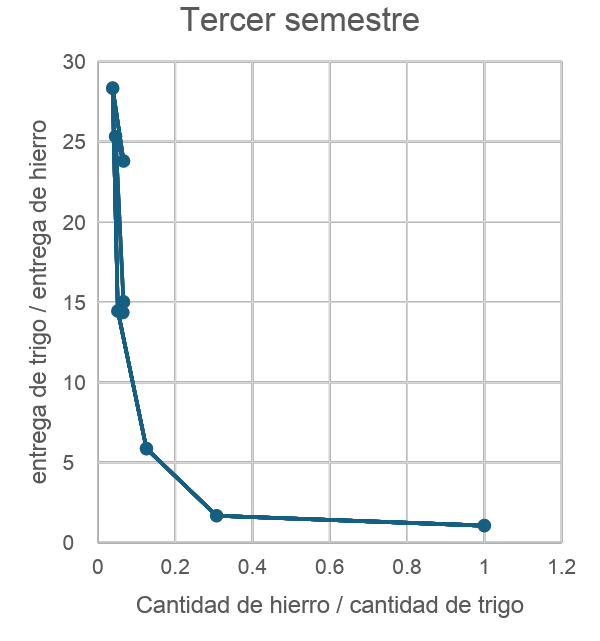 Tercer semestre
30
25
20
15
10
5
0
entrega de trigo / entrega de hierro
0 0.2 0.4 0.6 0.8 1 1.2
Cantidad de hierro / cantidad de trigo